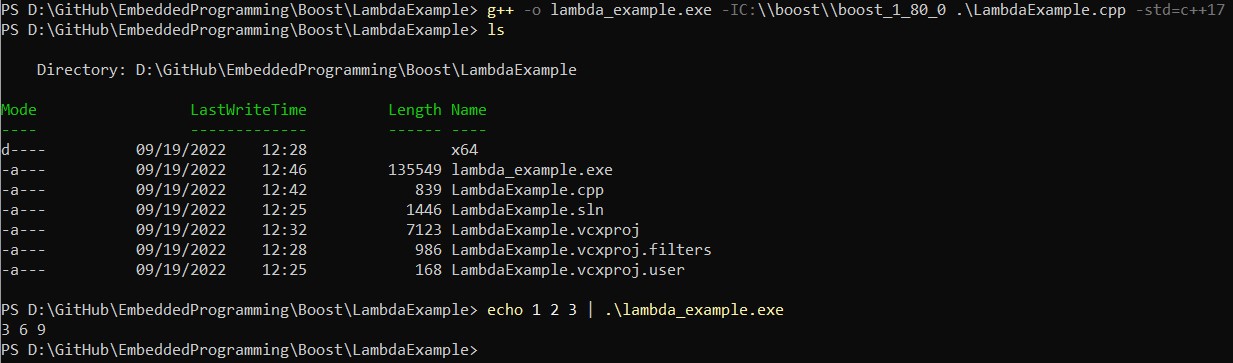 PS D:\GitHub\EmbeddedProgramming\Boost\LambdaExample> g++ -o lambda_example.exe -IC:\\boost\\boost_1_80_0 .\LambdaExample.cpp -std=c++17
PS D:\GitHub\EmbeddedProgramming\Boost\LambdaExample> ls
    Directory: D:\GitHub\EmbeddedProgramming\Boost\LambdaExample
Mode                 LastWriteTime         Length Name
----                 -------------         ------ ----
d----          09/19/2022    12:28                x64
-a---          09/19/2022    12:46         135549 lambda_example.exe
-a---          09/19/2022    12:42            839 LambdaExample.cpp
-a---          09/19/2022    12:25           1446 LambdaExample.sln
-a---          09/19/2022    12:32           7123 LambdaExample.vcxproj
-a---          09/19/2022    12:28            986 LambdaExample.vcxproj.filters
-a---          09/19/2022    12:25            168 LambdaExample.vcxproj.user
PS D:\GitHub\EmbeddedProgramming\Boost\LambdaExample> echo 1 2 3 | .\lambda_example.exe
3 6 9
PS D:\GitHub\EmbeddedProgramming\Boost\LambdaExample>